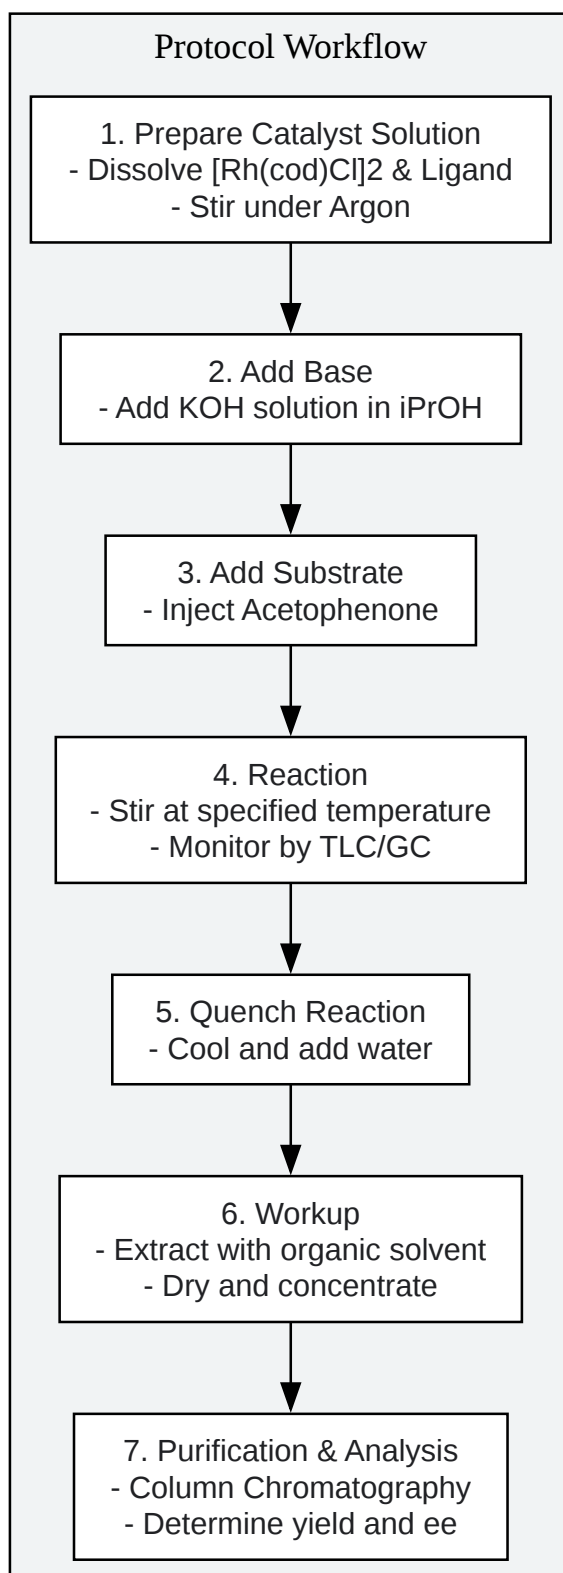 Protocol Workflow
1. Prepare Catalyst Solution
- Dissolve [Rh(cod)Cl]2 & Ligand
- Stir under Argon
2. Add Base
- Add KOH solution in iPrOH
3. Add Substrate
- Inject Acetophenone
4. Reaction
- Stir at specified temperature
- Monitor by TLC/GC
5. Quench Reaction
- Cool and add water
6. Workup
- Extract with organic solvent
- Dry and concentrate
7. Purification & Analysis
- Column Chromatography
- Determine yield and ee